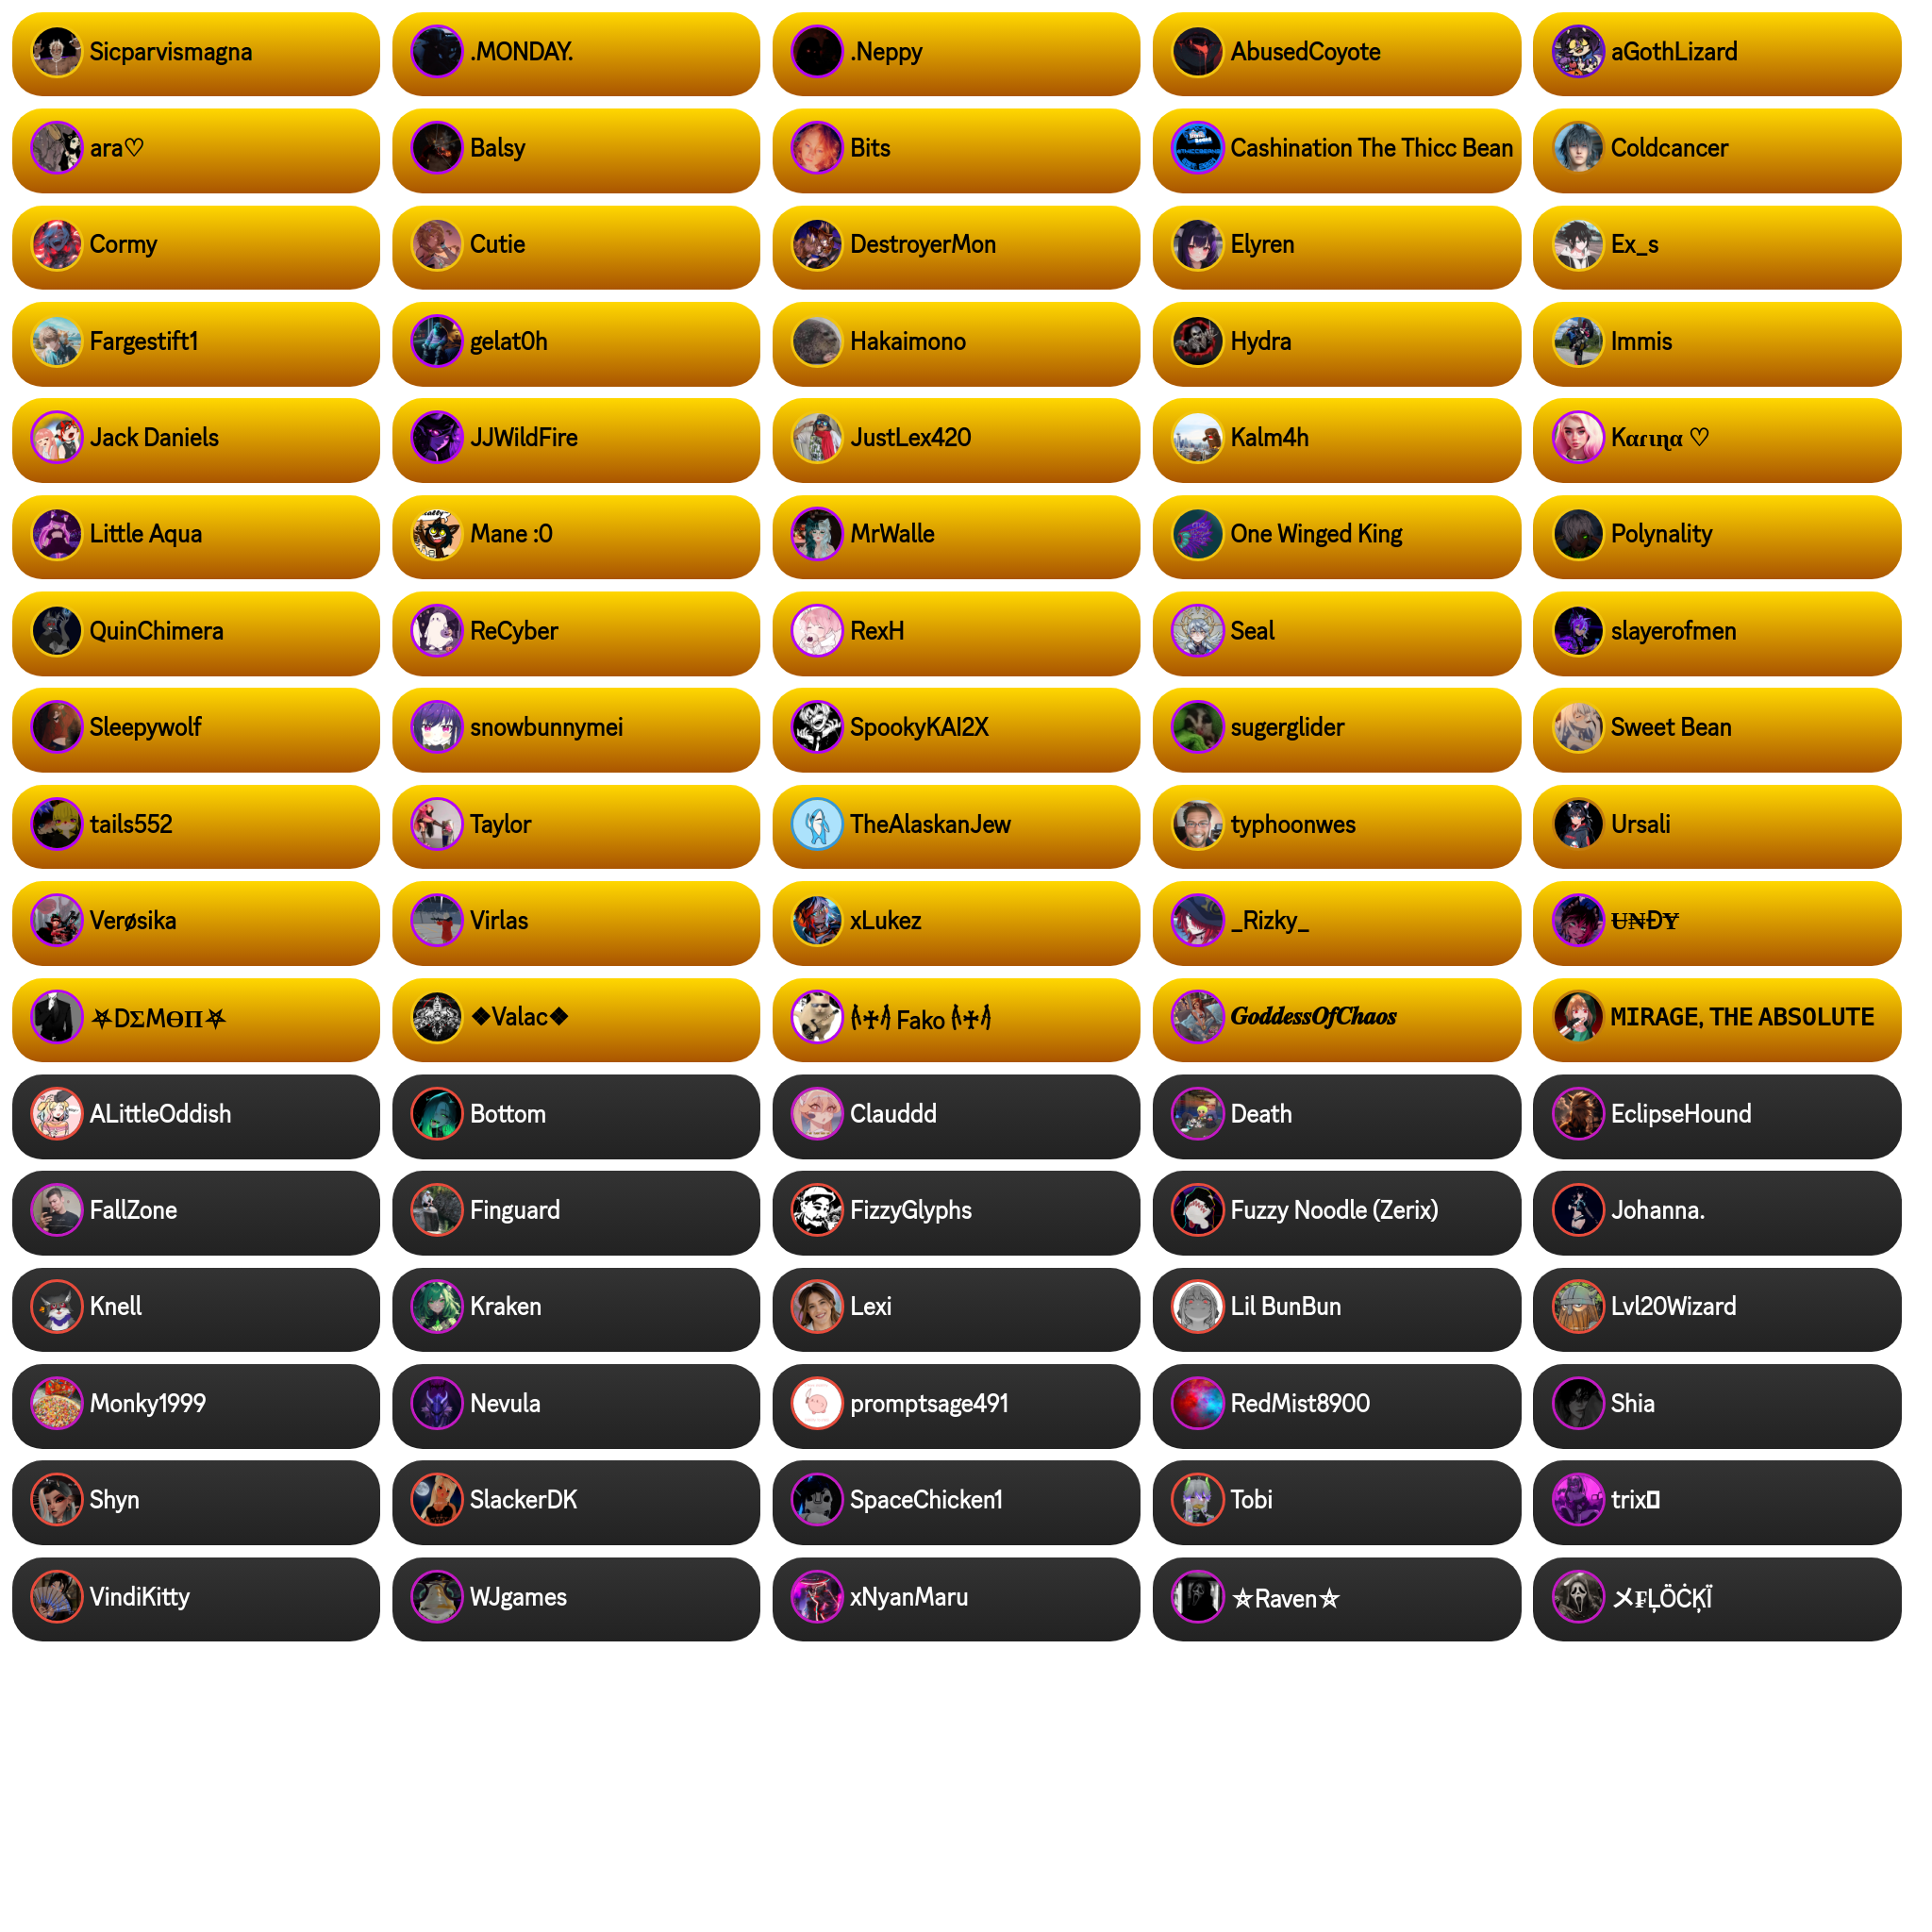 Sicparvismagna
.MONDAY.
.Neppy
AbusedCoyote
aGothLizard
ara♡
Balsy
Bits
Cashination The Thicc Bean
Coldcancer
Cormy
Cutie
DestroyerMon
Elyren
Ex_s
Fargestift1
gelat0h
Hakaimono
Hydra
Immis
Jack Daniels
JJWildFire
JustLex420
Kalm4h
Kαɾιɳα ♡
Little Aqua
Mane :0
MrWalle
One Winged King
Polynality
QuinChimera
ReCyber
RexH
Seal
slayerofmen
Sleepywolf
snowbunnymei
SpookyKAI2X
sugerglider
Sweet Bean
tails552
Taylor
TheAlaskanJew
typhoonwes
Ursali
Verøsika
Virlas
xLukez
_Rizky_
Ʉ₦ĐɎ
⛧DΣMӨΠ⛧
❖Valac❖
Fako
𝑮𝒐𝒅𝒅𝒆𝒔𝒔𝑶𝒇𝑪𝒉𝒂𝒐𝒔
MIRAGE, THE ABSOLUTE
ALittleOddish
Bottom
Clauddd
Death
EclipseHound
FallZone
Finguard
FizzyGlyphs
Fuzzy Noodle (Zerix)
Johanna.
Knell
Kraken
Lexi
Lil BunBun
Lvl20Wizard
Monky1999
Nevula
promptsage491
RedMist8900
Shia
Shyn
SlackerDK
SpaceChicken1
Tobi
trix
VindiKitty
WJgames
xNyanMaru
⛤Raven⛤
メ₣ĻÖĊĶÏ